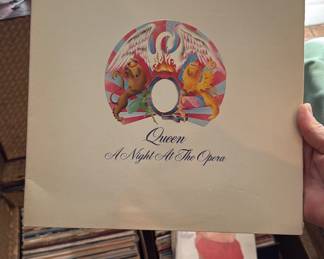 Queen
A Night At The Opera